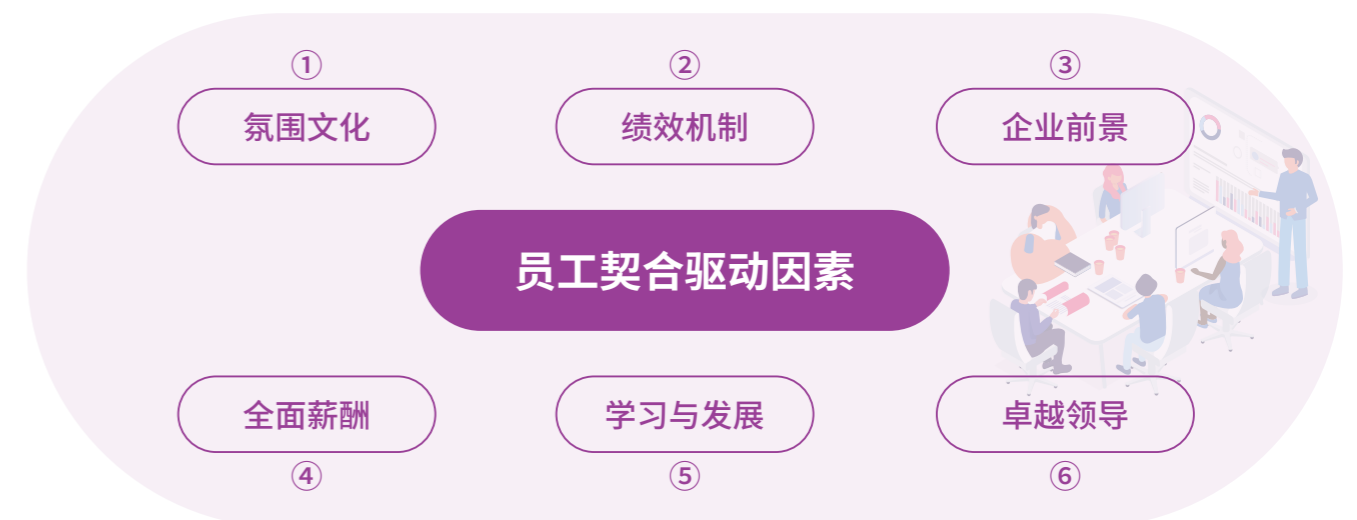 ① ② ③
氛围文化 绩效机制 企业前景
员工契合驱动因素
全面薪酬 学习与发展 卓越领导
④ ⑤ ⑥